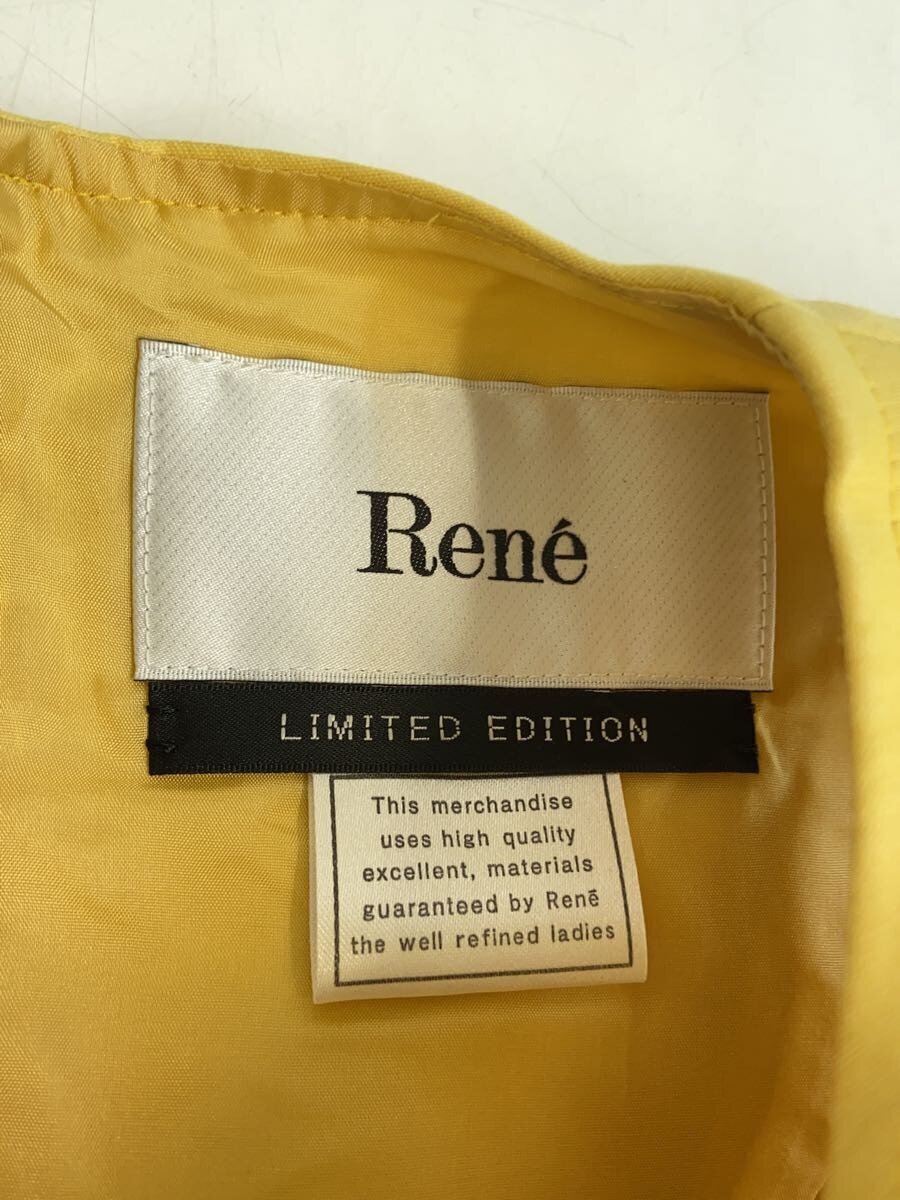 René
LIMITED EDITION
This merchandise
uses high quality
excellent, materials
guaranteed by René
the well refined ladies